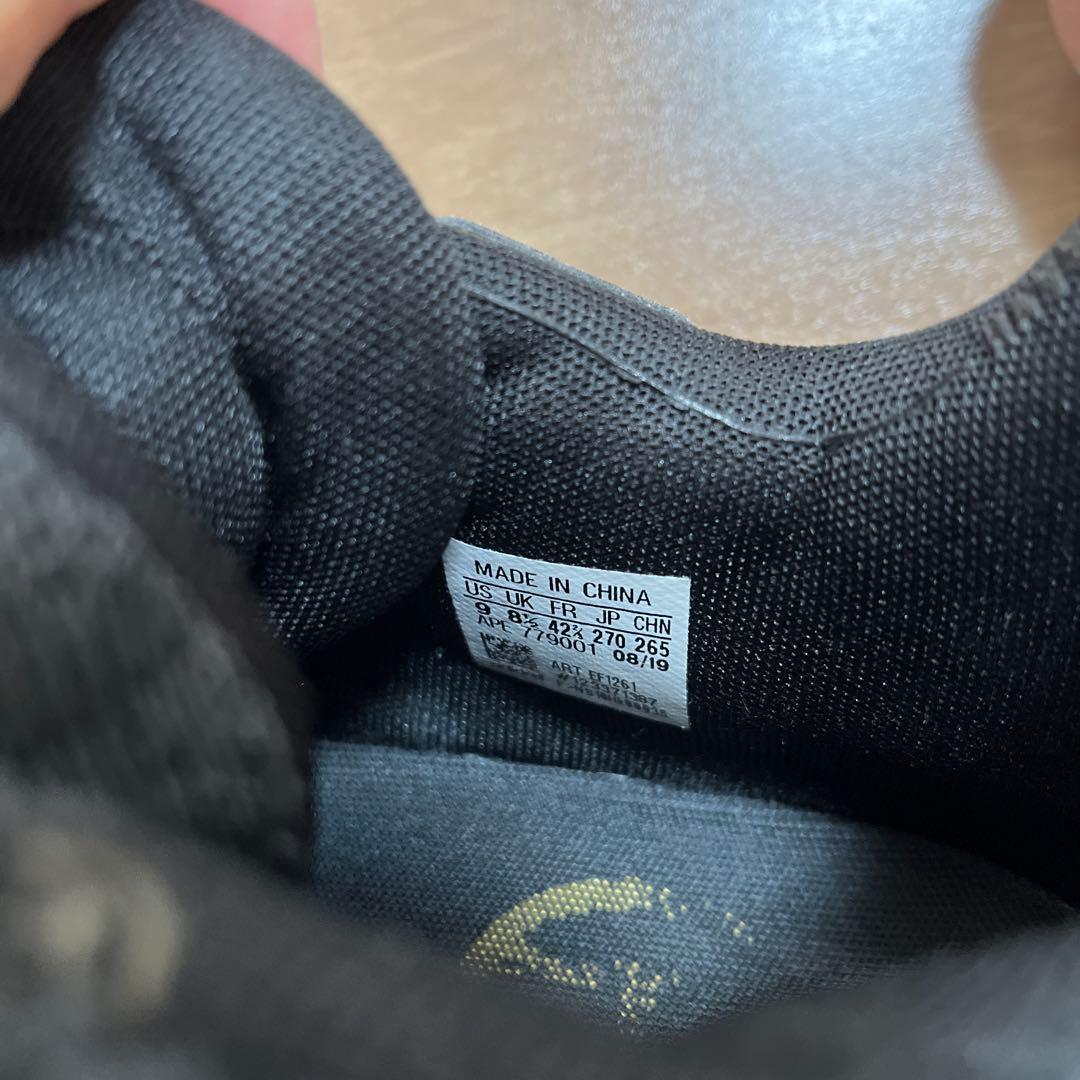 MADE IN CHINA
US UK FR JP CHN
9 8½ 42⅔ 270 265
APE 779001 08/19
ART EF1261